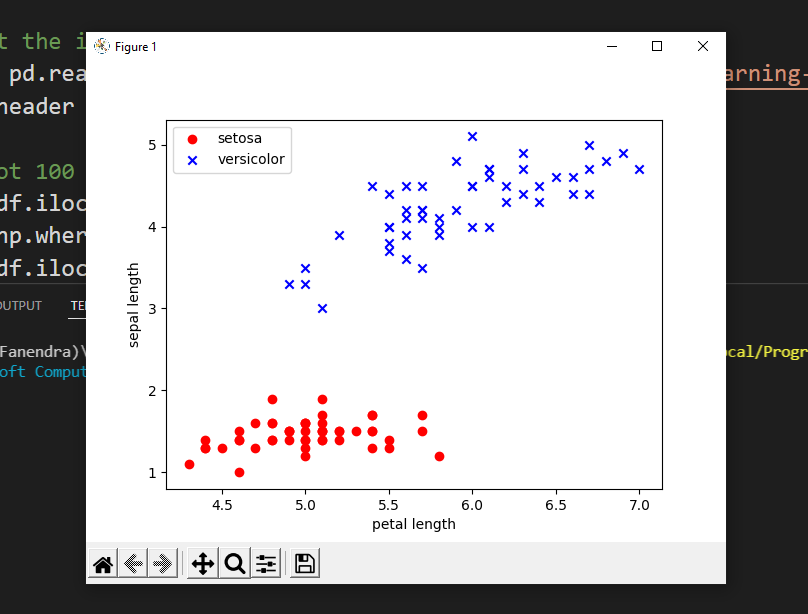 t the i
Figure 1
pd.rea
arning-
header
ot 100
df.iloc
np.wher
df.iloc
OUTPUT
TE
Fanendra)\
ocal/Progr
oft Comput
setosa
versicolor
5
4
3
2
1
sepal length
4.5 5.0 5.5 6.0 6.5 7.0
petal length